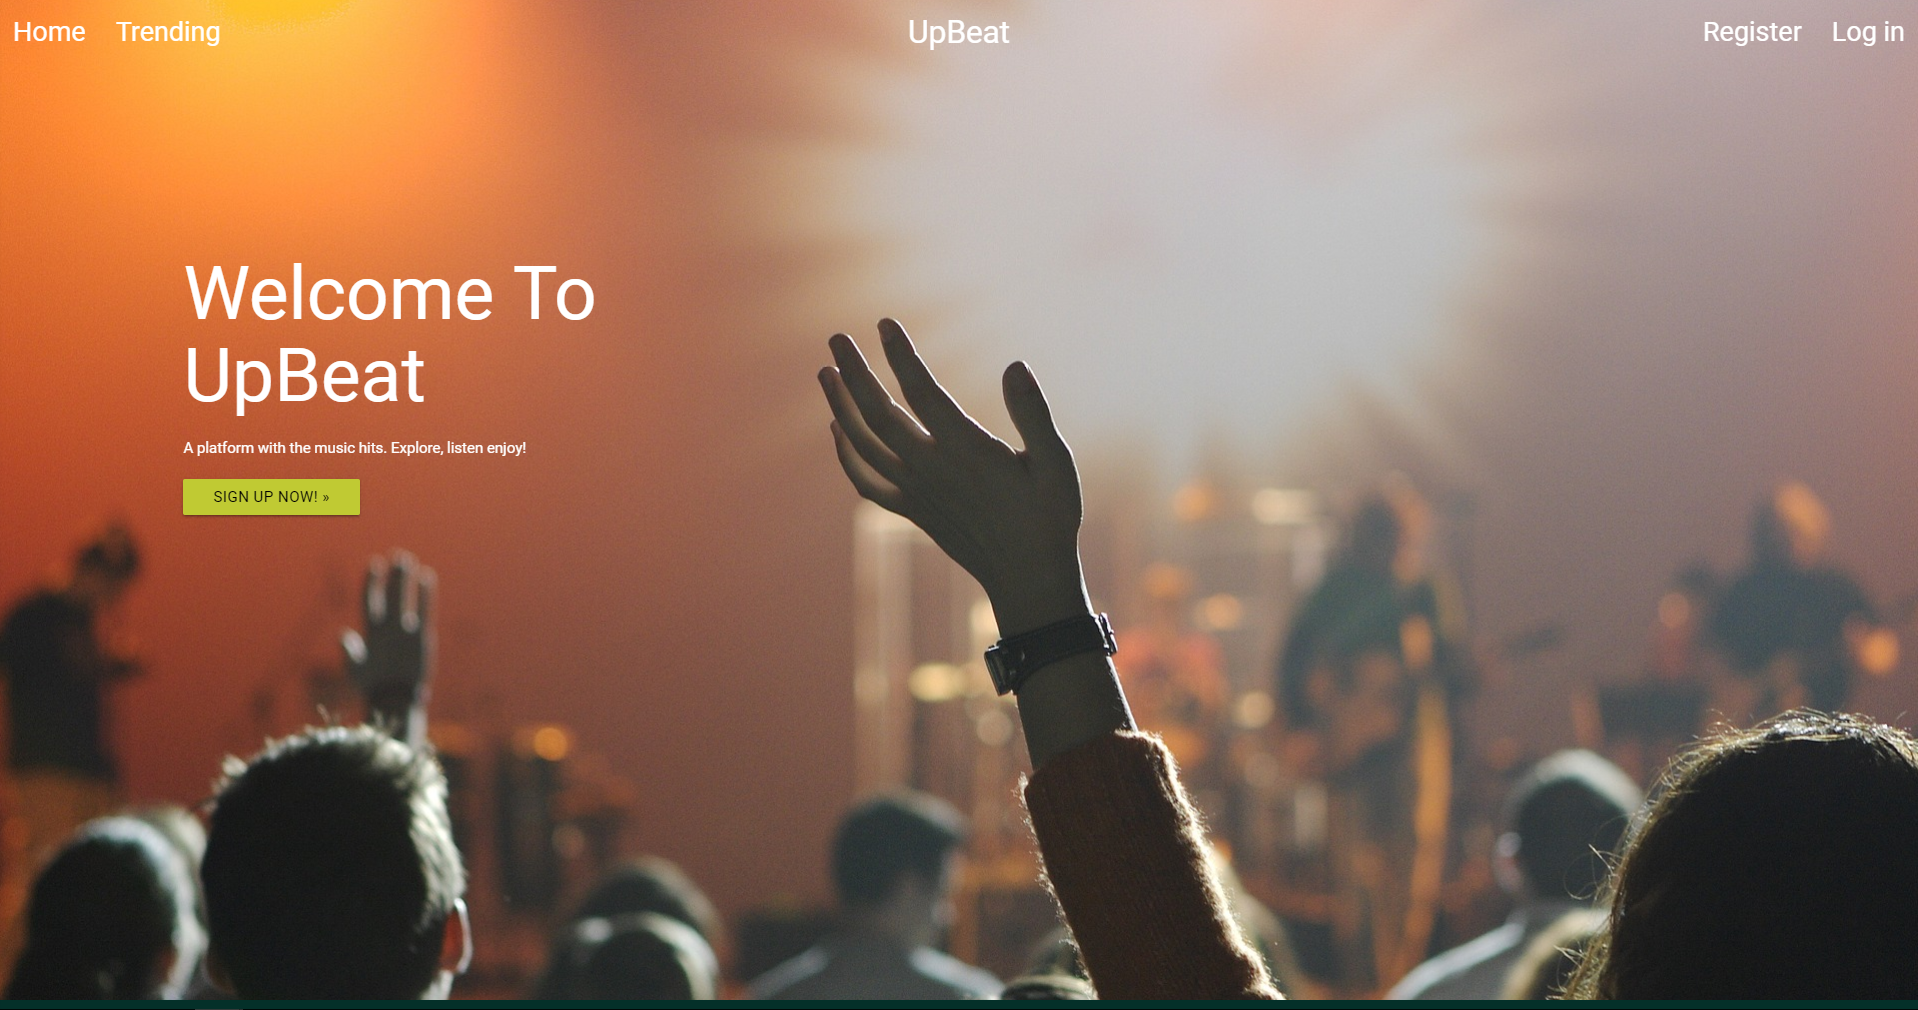 Home Trending UpBeat Register Log in
Welcome To
UpBeat
A platform with the music hits. Explore, listen enjoy!
SIGN UP NOW! »